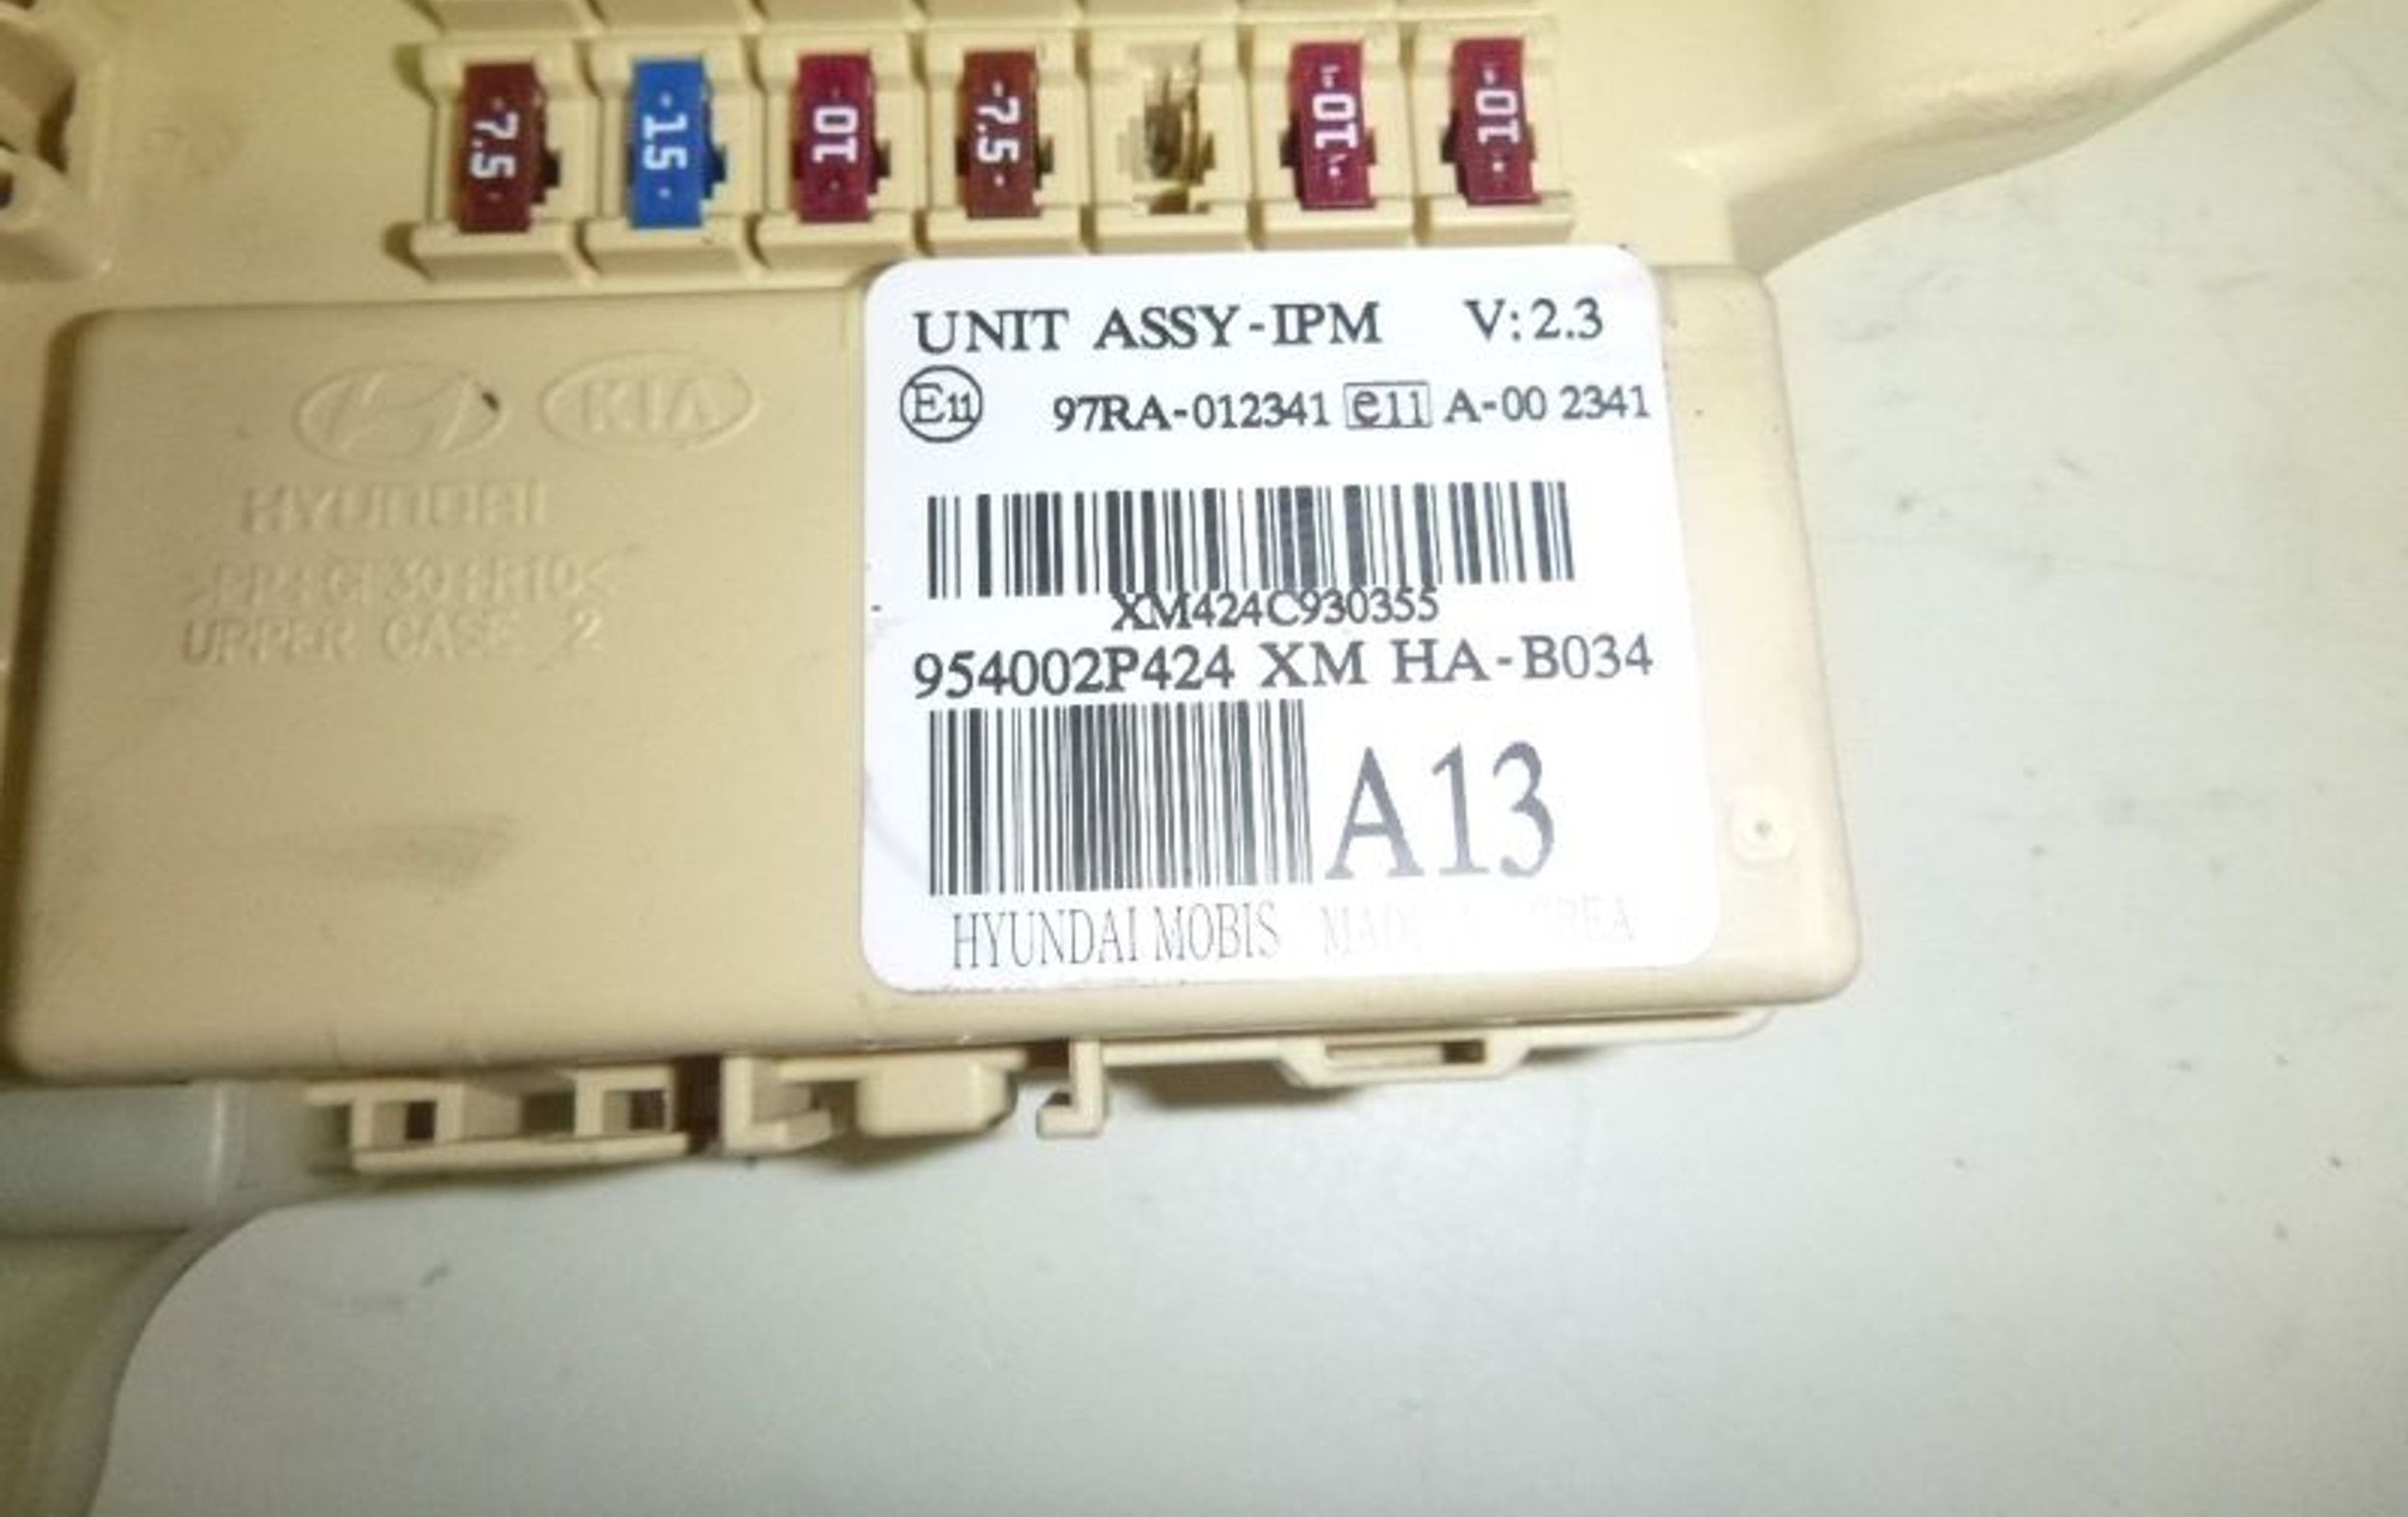 7.5
15
10
7.5
10
10
UNIT ASSY-IPM V:2.3
E11 97RA-012341 e11 A-00 2341
KIA
HYUNDAI
UPPER CASE 2
XM424C930355
954002P424 XM HA-B034
A13
HYUNDAI MOBIS